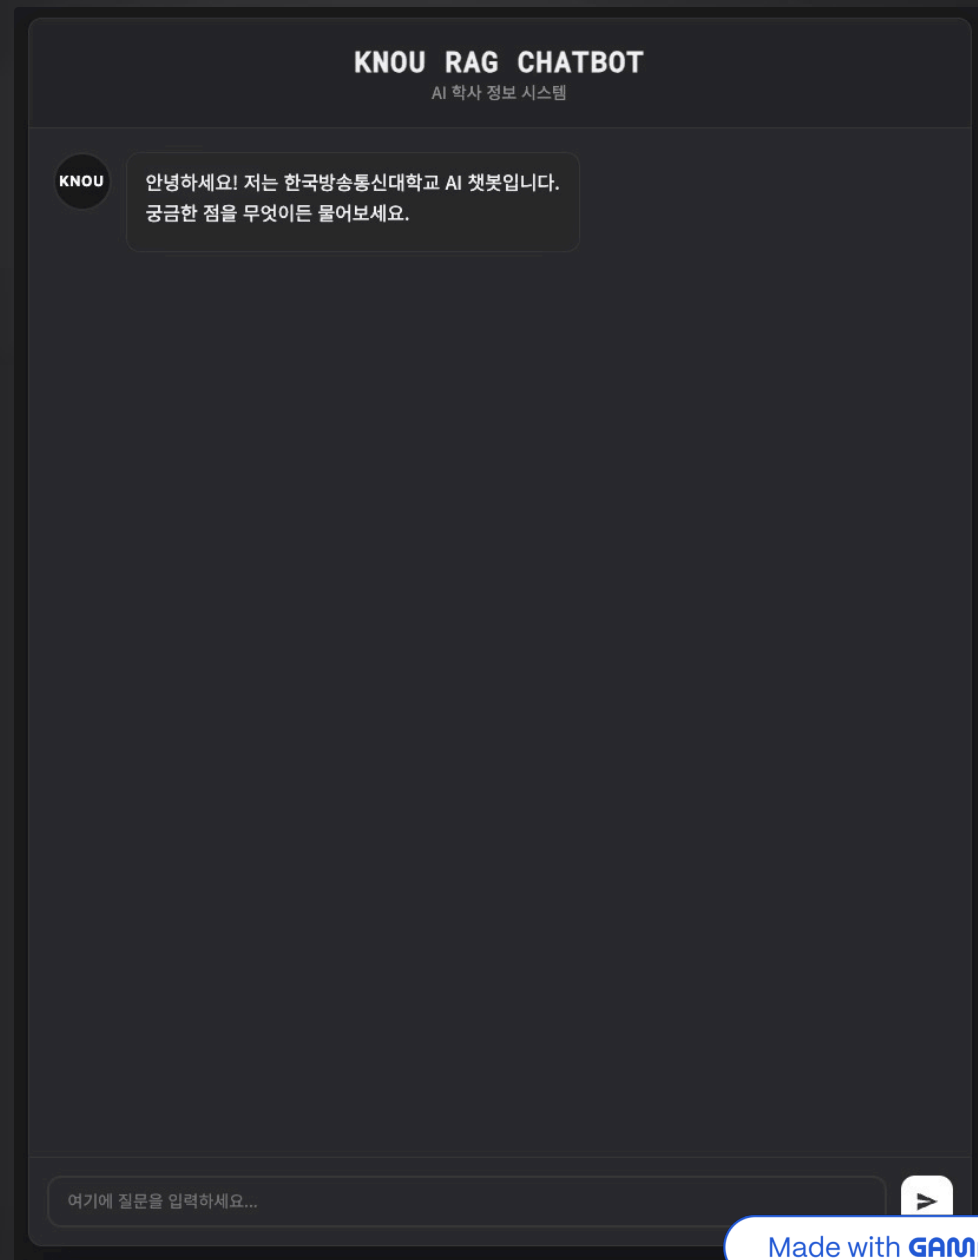 KNOU RAG CHATBOT
AI 학사 정보 시스템
KNOU
안녕하세요! 저는 한국방송통신대학교 AI 챗봇입니다.
궁금한 점을 무엇이든 물어보세요.
여기에 질문을 입력하세요...
Made with